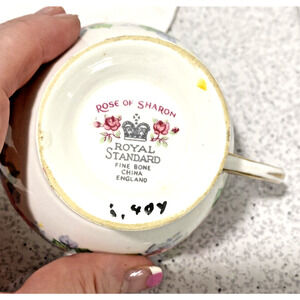 ROSE OF SHARON
ROYAL
STANDARD
FINE BONE
CHINA
ENGLAND